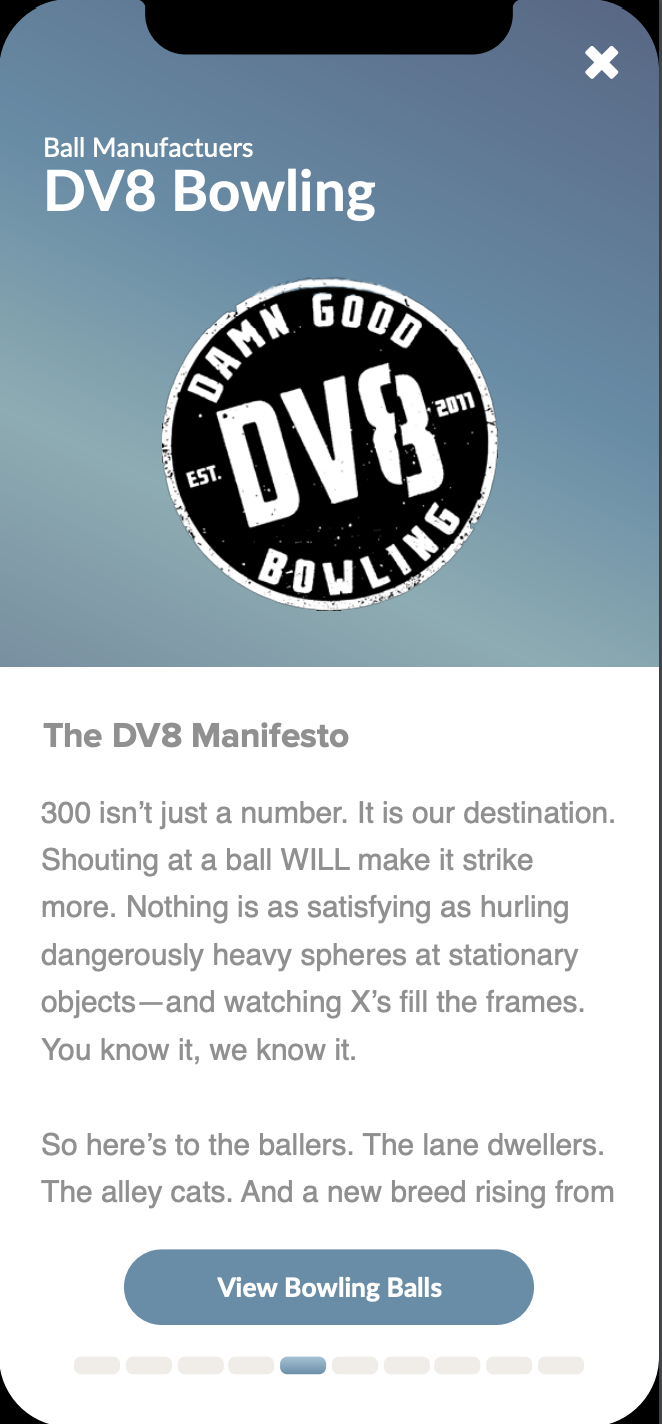 Ball Manufactuers
DV8 Bowling
DAMN GOOD
EST. DV8 2011
BOWLING
The DV8 Manifesto
300 isn’t just a number. It is our destination.
Shouting at a ball WILL make it strike
more. Nothing is as satisfying as hurling
dangerously heavy spheres at stationary
objects—and watching X’s fill the frames.
You know it, we know it.
So here’s to the ballers. The lane dwellers.
The alley cats. And a new breed rising from
View Bowling Balls